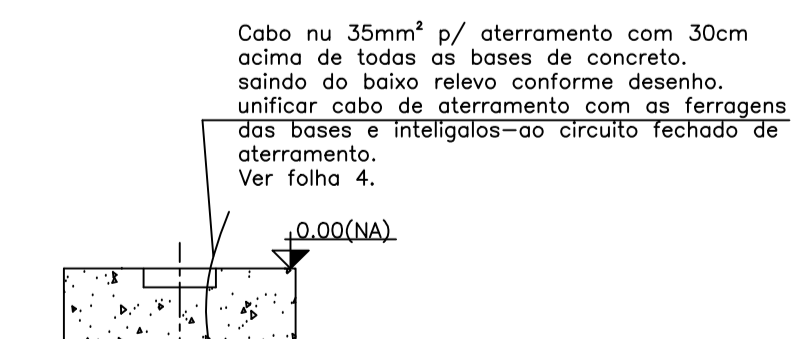 Cabo nu 35mm² p/ aterramento com 30cm
acima de todas as bases de concreto.
saindo do baixo relevo conforme desenho.
unificar cabo de aterramento com as ferragens
das bases e inteligalos-ao circuito fechado de
aterramento.
Ver folha 4.
0.00(NA)